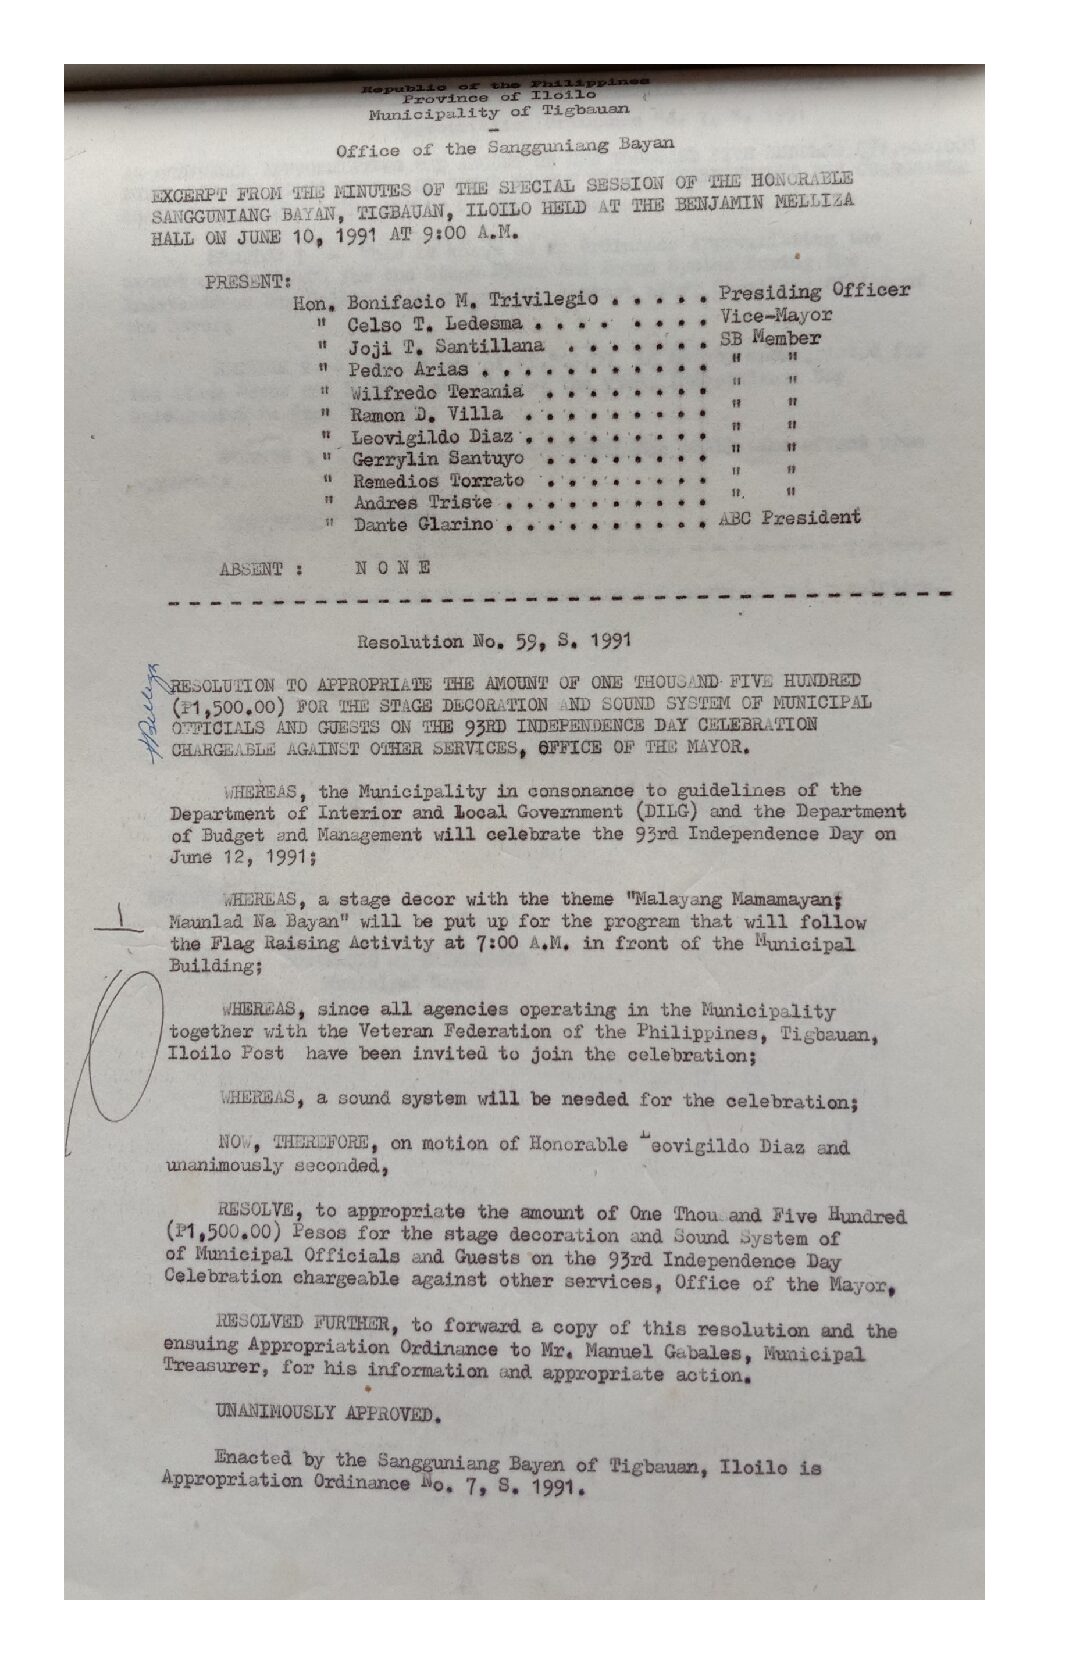 Republic of the Philippines
Province of Iloilo
Municipality of Tigbauan
Office of the Sangguniang Bayan
EXCERPT FROM THE MINUTES OF THE SPECIAL SESSION OF THE HONORABLE
SANGGUNIANG BAYAN, TIGBAUAN, ILOILO HELD AT THE BENJAMIN MELLIZA
HALL ON JUNE 10, 1991 AT 9:00 A.M.
PRESENT:
Hon. Bonifacio M. Trivilegio . . . . . Presiding Officer
" Celso T. Ledesma . . . . . . . . Vice-Mayor
" Joji T. Santillana . . . . . . . SB Member
" Pedro Arias . . . . . . . . . . . " "
" Wilfredo Terania . . . . . . . . " "
" Ramon D. Villa . . . . . . . . . " "
" Leovigildo Diaz . . . . . . . . . " "
" Gerrylin Santuyo . . . . . . . . " "
" Remedios Torrato . . . . . . . . " "
" Andres Triste . . . . . . . . . . " "
" Dante Glarino . . . . . . . . . . ABC President
ABSENT : N O N E
Resolution No. 59, S. 1991
RESOLUTION TO APPROPRIATE THE AMOUNT OF ONE THOUSAND FIVE HUNDRED
(₱1,500.00) FOR THE STAGE DECORATION AND SOUND SYSTEM OF MUNICIPAL
OFFICIALS AND GUESTS ON THE 93RD INDEPENDENCE DAY CELEBRATION
CHARGEABLE AGAINST OTHER SERVICES, OFFICE OF THE MAYOR.
WHEREAS, the Municipality in consonance to guidelines of the
Department of Interior and Local Government (DILG) and the Department
of Budget and Management will celebrate the 93rd Independence Day on
June 12, 1991;
WHEREAS, a stage decor with the theme "Malayang Mamamayan;
Maunlad Na Bayan" will be put up for the program that will follow
the Flag Raising Activity at 7:00 A.M. in front of the Municipal
Building;
WHEREAS, since all agencies operating in the Municipality
together with the Veteran Federation of the Philippines, Tigbauan,
Iloilo Post have been invited to join the celebration;
WHEREAS, a sound system will be needed for the celebration;
NOW, THEREFORE, on motion of Honorable Leovigildo Diaz and
unanimously seconded,
RESOLVE, to appropriate the amount of One Thousand Five Hundred
(₱1,500.00) Pesos for the stage decoration and Sound System of
of Municipal Officials and Guests on the 93rd Independence Day
Celebration chargeable against other services, Office of the Mayor,
RESOLVED FURTHER, to forward a copy of this resolution and the
ensuing Appropriation Ordinance to Mr. Manuel Gabales, Municipal
Treasurer, for his information and appropriate action.
UNANIMOUSLY APPROVED.
Enacted by the Sangguniang Bayan of Tigbauan, Iloilo is
Appropriation Ordinance No. 7, S. 1991.